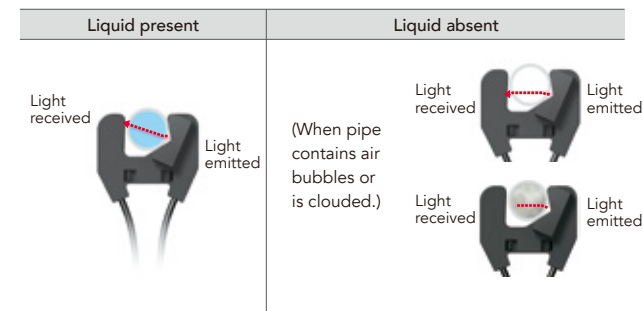 Liquid present
Liquid absent
Light
received
Light
emitted
(When pipe
contains air
bubbles or
is clouded.)
Light
received
Light
emitted
Light
received
Light
emitted